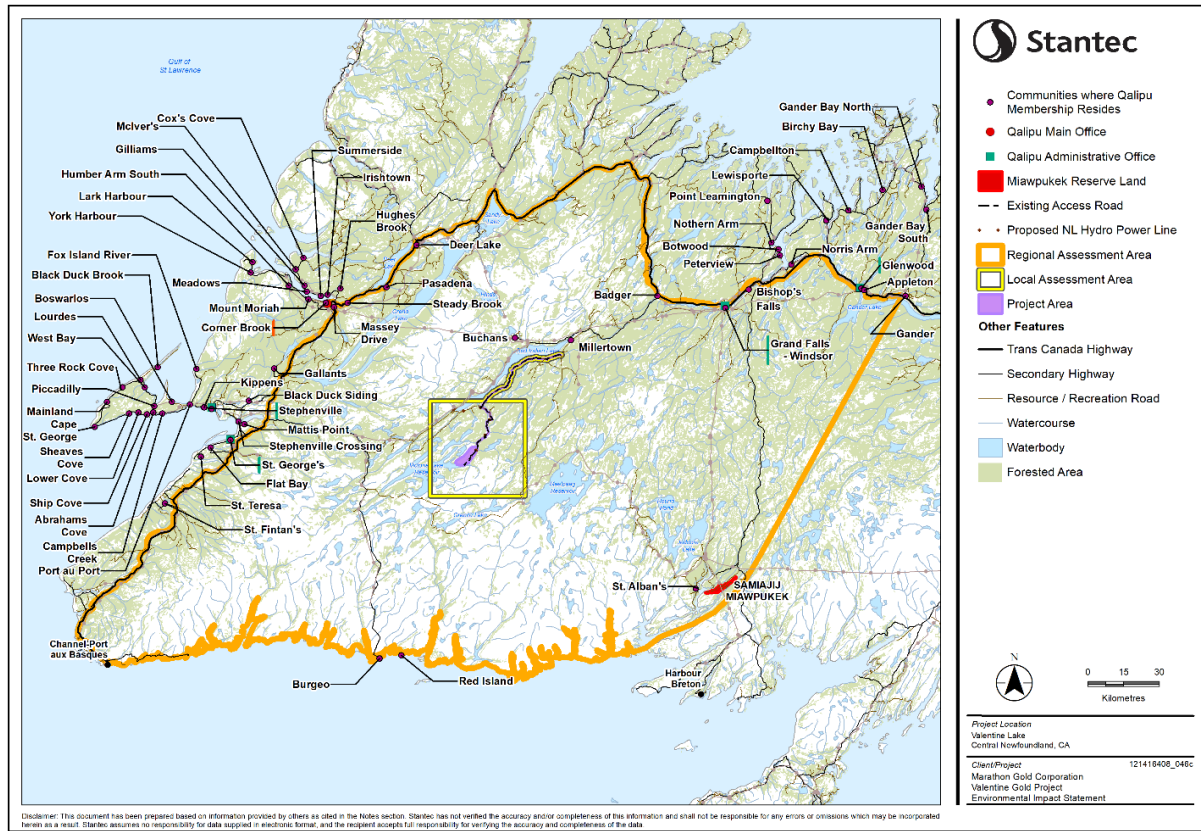 Gulf of
St Lawrence
Cox's Cove
McIver's
Gilliams
Humber Arm South
Lark Harbour
York Harbour
Fox Island River
Black Duck Brook
Boswarlos
Lourdes
West Bay
Three Rock Cove
Piccadilly
Mainland
Cape
St. George
Sheaves
Cove
Lower Cove
Ship Cove
Abrahams
Cove
Campbells
Creek
Port au Port
Channel-Port
aux Basques
Meadows
Mount Moriah
Corner Brook
Summerside
Irishtown
Hughes
Brook
Deer Lake
Pasadena
Steady Brook
Massey
Drive
Gallants
Kippens
Black Duck Siding
Stephenville
Mattis Point
Stephenville Crossing
St. George's
Flat Bay
St. Teresa
St. Fintan's
Burgeo
Red Island
Buchans
Millertown
Badger
Gander Bay North
Birchy Bay
Campbellton
Lewisporte
Point Leamington
Nothern Arm
Botwood
Peterview
Norris Arm
Gander Bay
South
Glenwood
Appleton
Bishop's
Falls
Gander
Grand Falls
- Windsor
St. Alban's
SAMIAJIJ
MIAWPUKEK
Harbour
Breton
Stantec
Communities where Qalipu
Membership Resides
Qalipu Main Office
Qalipu Administrative Office
Miawpukek Reserve Land
Existing Access Road
Proposed NL Hydro Power Line
Regional Assessment Area
Local Assessment Area
Project Area
Other Features
Trans Canada Highway
Secondary Highway
Resource / Recreation Road
Watercourse
Waterbody
Forested Area
N
0 15 30
Kilometres
Project Location
Valentine Lake
Central Newfoundland, CA
Client/Project 121416408_046c
Marathon Gold Corporation
Valentine Gold Project
Environmental Impact Statement
Disclaimer: This document has been prepared based on information provided by others as cited in the Notes section. Stantec has not verified the accuracy and/or completeness of this information and shall not be responsible for any errors or omissions which may be incorporated
herein as a result. Stantec assumes no responsibility for data supplied in electronic format, and the recipient accepts full responsibility for verifying the accuracy and completeness of the data.